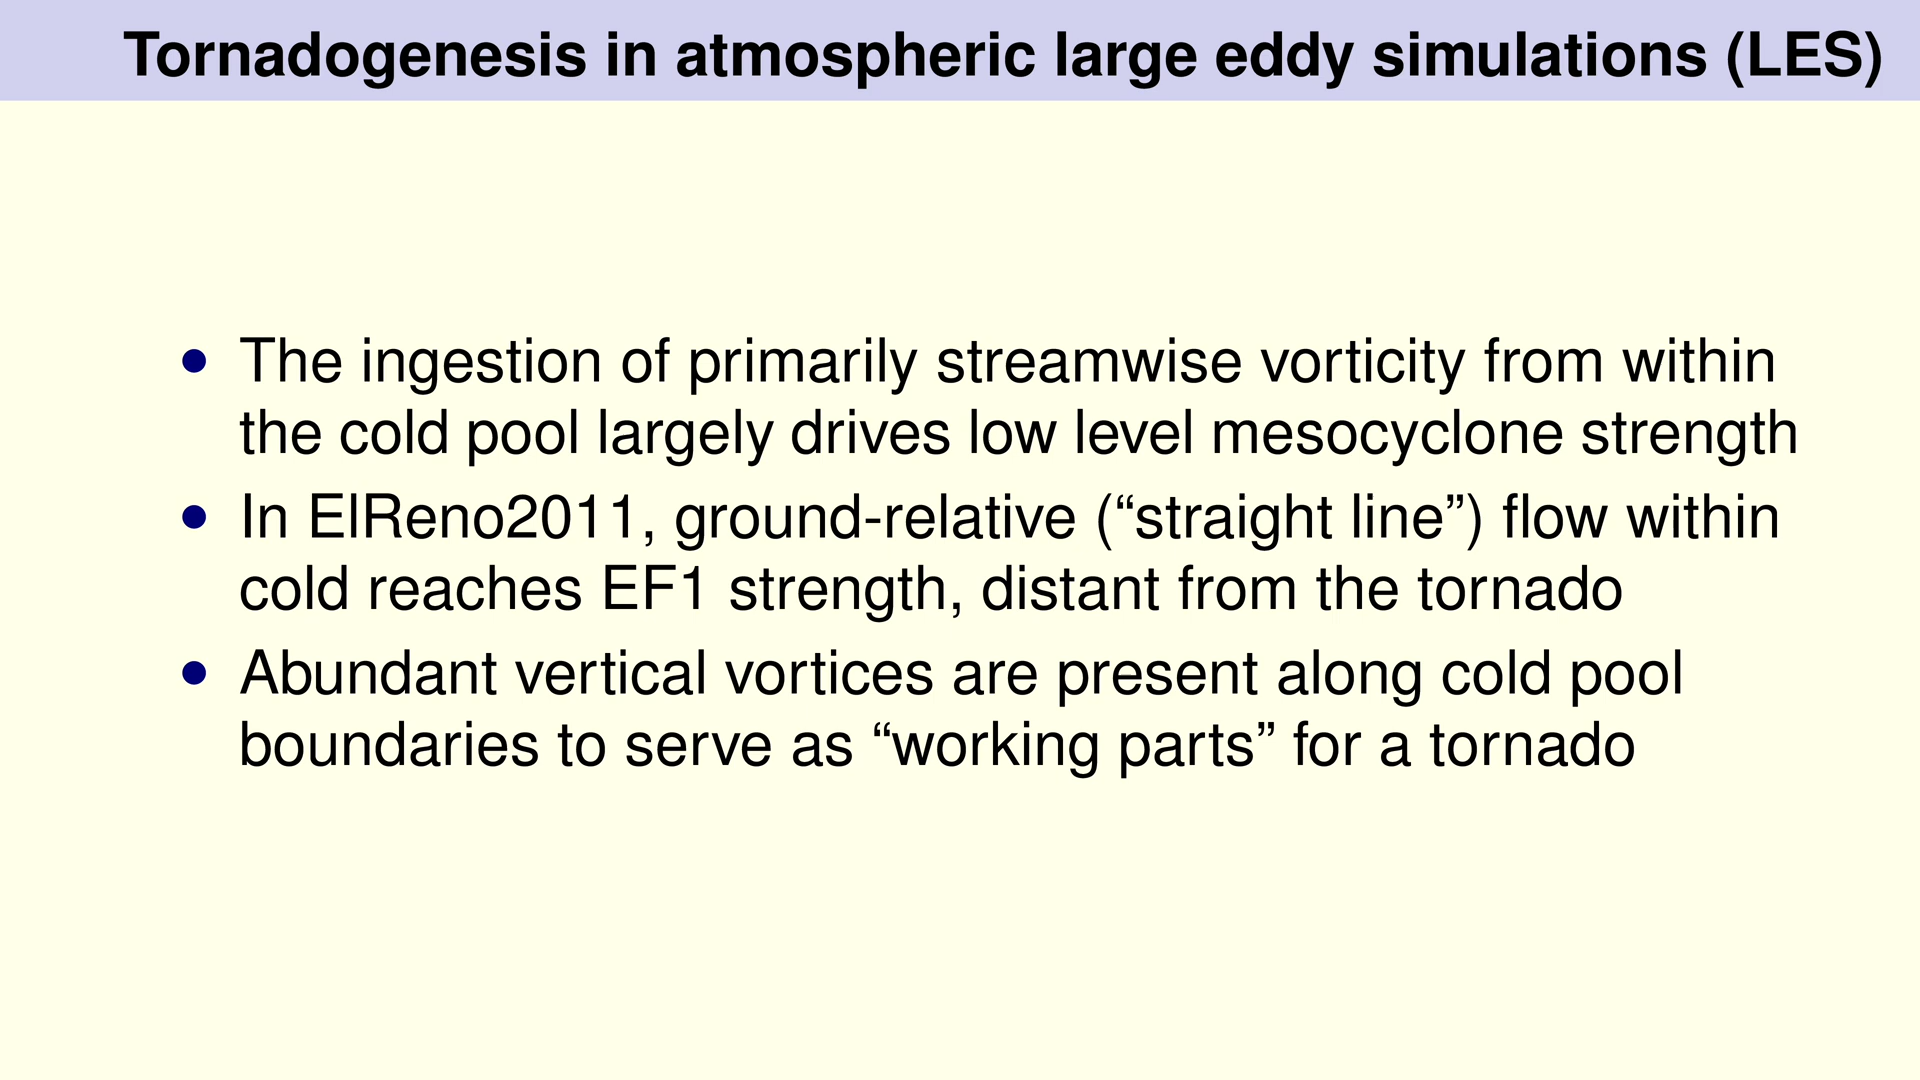 Tornadogenesis in atmospheric large eddy simulations (LES)
• The ingestion of primarily streamwise vorticity from within
the cold pool largely drives low level mesocyclone strength
• In ElReno2011, ground-relative (“straight line”) flow within
cold reaches EF1 strength, distant from the tornado
• Abundant vertical vortices are present along cold pool
boundaries to serve as “working parts” for a tornado